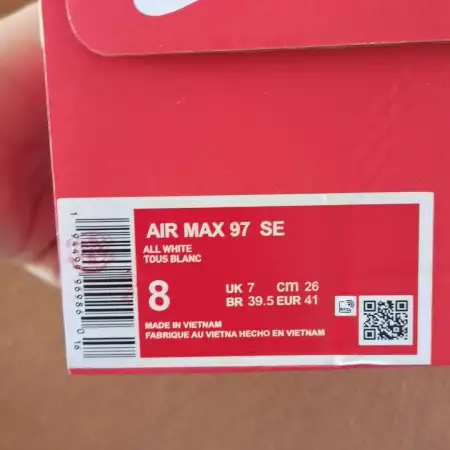 AIR MAX 97 SE
ALL WHITE
TOUS BLANC
8
UK 7 cm 26
BR 39.5 EUR 41
MADE IN VIETNAM
FABRIQUE AU VIETNA HECHO EN VIETNAM